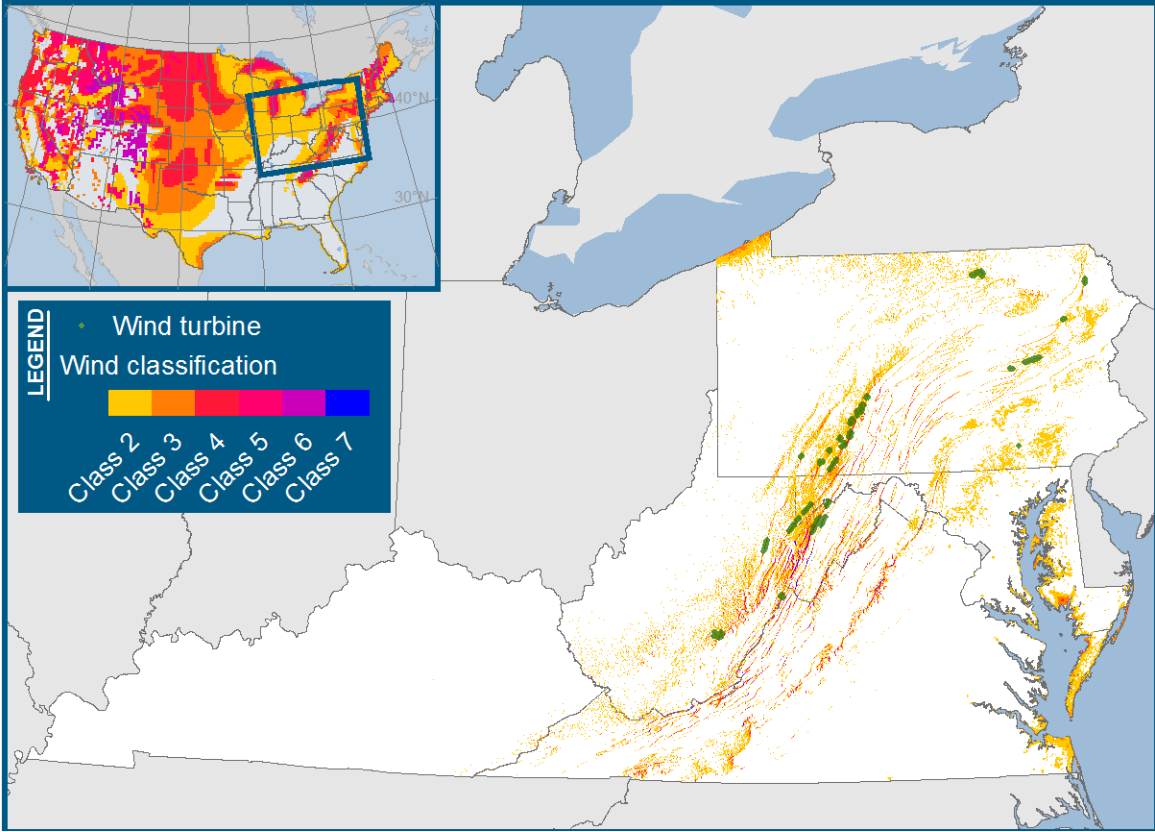 40°N
30°N
LEGEND
Wind turbine
Wind classification
Class 2
Class 3
Class 4
Class 5
Class 6
Class 7